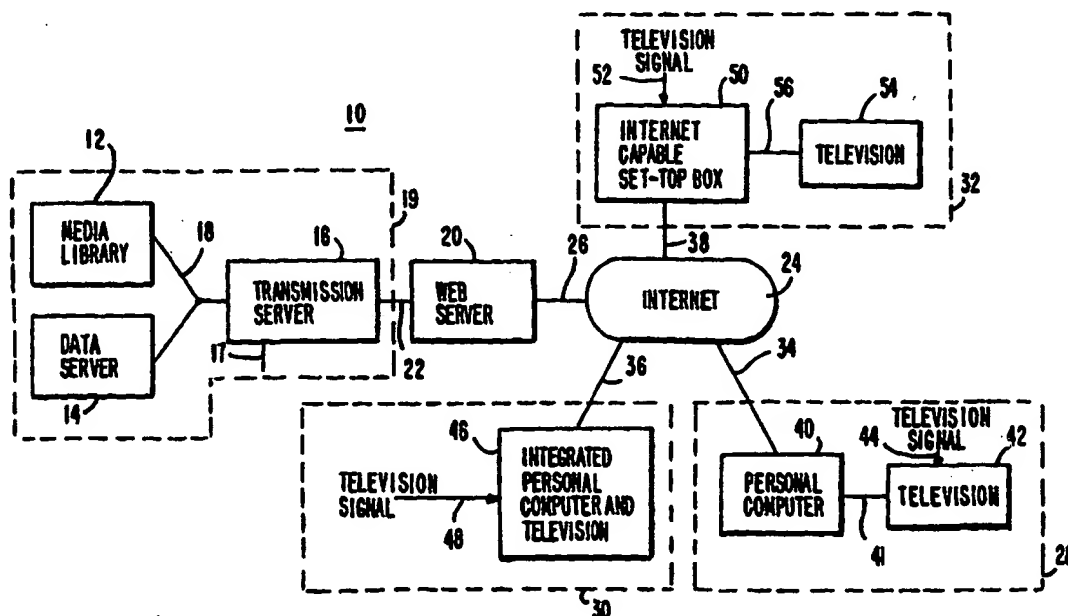 10
12
MEDIA
LIBRARY
18
DATA
SERVER
14
16
TRANSMISSION
SERVER
17
19
22
20
WEB
SERVER
26
INTERNET
24
TELEVISION
SIGNAL
52
50
INTERNET
CAPABLE
SET-TOP BOX
56
54
TELEVISION
32
38
36
34
46
INTEGRATED
PERSONAL
COMPUTER AND
TELEVISION
TELEVISION
SIGNAL
48
30
40
PERSONAL
COMPUTER
41
TELEVISION
SIGNAL
44
42
TELEVISION